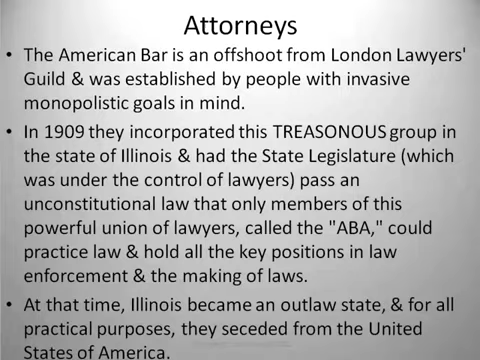 Attorneys
• The American Bar is an offshoot from London Lawyers'
Guild & was established by people with invasive
monopolistic goals in mind.
• In 1909 they incorporated this TREASONOUS group in
the state of Illinois & had the State Legislature (which
was under the control of lawyers) pass an
unconstitutional law that only members of this
powerful union of lawyers, called the "ABA," could
practice law & hold all the key positions in law
enforcement & the making of laws.
• At that time, Illinois became an outlaw state, & for all
practical purposes, they seceded from the United
States of America.